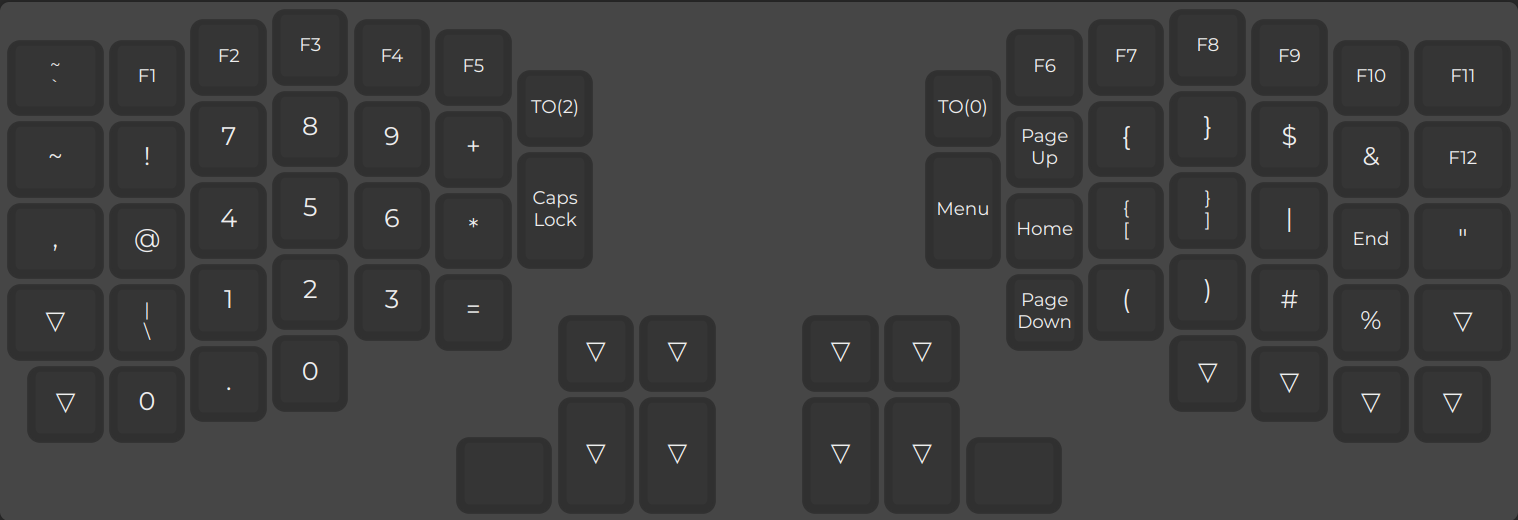 ~
`
F1
F2
F3
F4
F5
TO(2)
~
!
7
8
9
+
Caps
Lock
,
@
4
5
6
*
▽
|
\
1
2
3
=
▽
0
.
0
▽
▽
▽
▽
TO(0)
F6
F7
F8
F9
F10
F11
Page
Up
{
}
$
&
F12
Menu
Home
{
[
}
]
|
End
"
Page
Down
(
)
#
%
▽
▽
▽
▽
▽
▽
▽
▽
▽